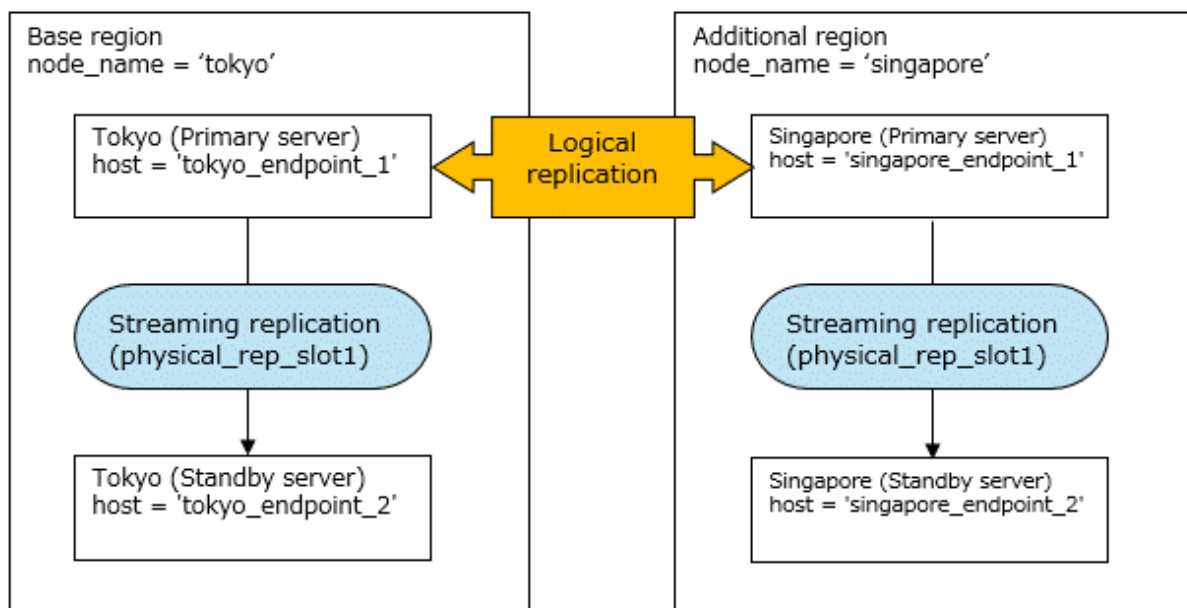 Base region
node_name = ‘tokyo’
Tokyo (Primary server)
host = 'tokyo_endpoint_1'
Streaming replication
(physical_rep_slot1)
Tokyo (Standby server)
host = 'tokyo_endpoint_2'
Logical
replication
Additional region
node_name = ‘singapore’
Singapore (Primary server)
host = 'singapore_endpoint_1'
Streaming replication
(physical_rep_slot1)
Singapore (Standby server)
host = 'singapore_endpoint_2'